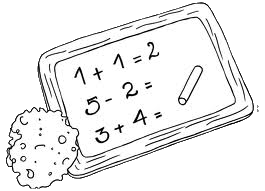 1 + 1 = 2
5 - 2 =
3 + 4 =